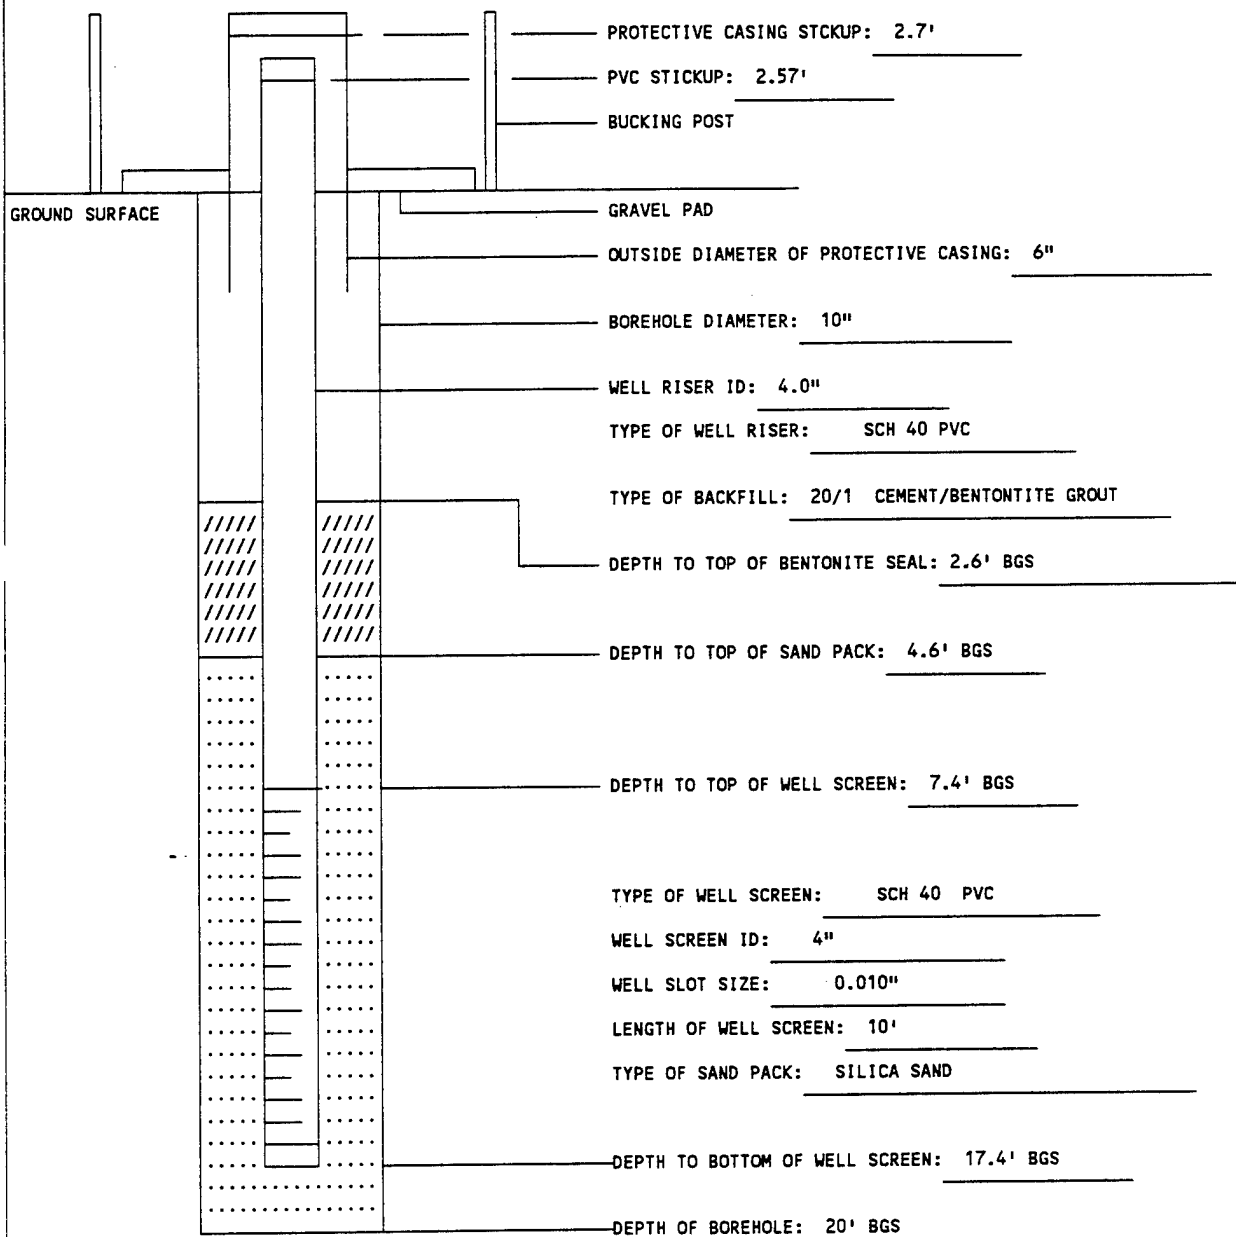 PROTECTIVE CASING STCKUP: 2.7'
PVC STICKUP: 2.57'
BUCKING POST
GROUND SURFACE
GRAVEL PAD
OUTSIDE DIAMETER OF PROTECTIVE CASING: 6"
BOREHOLE DIAMETER: 10"
WELL RISER ID: 4.0"
TYPE OF WELL RISER: SCH 40 PVC
TYPE OF BACKFILL: 20/1 CEMENT/BENTONTITE GROUT
DEPTH TO TOP OF BENTONITE SEAL: 2.6' BGS
DEPTH TO TOP OF SAND PACK: 4.6' BGS
DEPTH TO TOP OF WELL SCREEN: 7.4' BGS
TYPE OF WELL SCREEN: SCH 40 PVC
WELL SCREEN ID: 4"
WELL SLOT SIZE: 0.010"
LENGTH OF WELL SCREEN: 10'
TYPE OF SAND PACK: SILICA SAND
DEPTH TO BOTTOM OF WELL SCREEN: 17.4' BGS
DEPTH OF BOREHOLE: 20' BGS